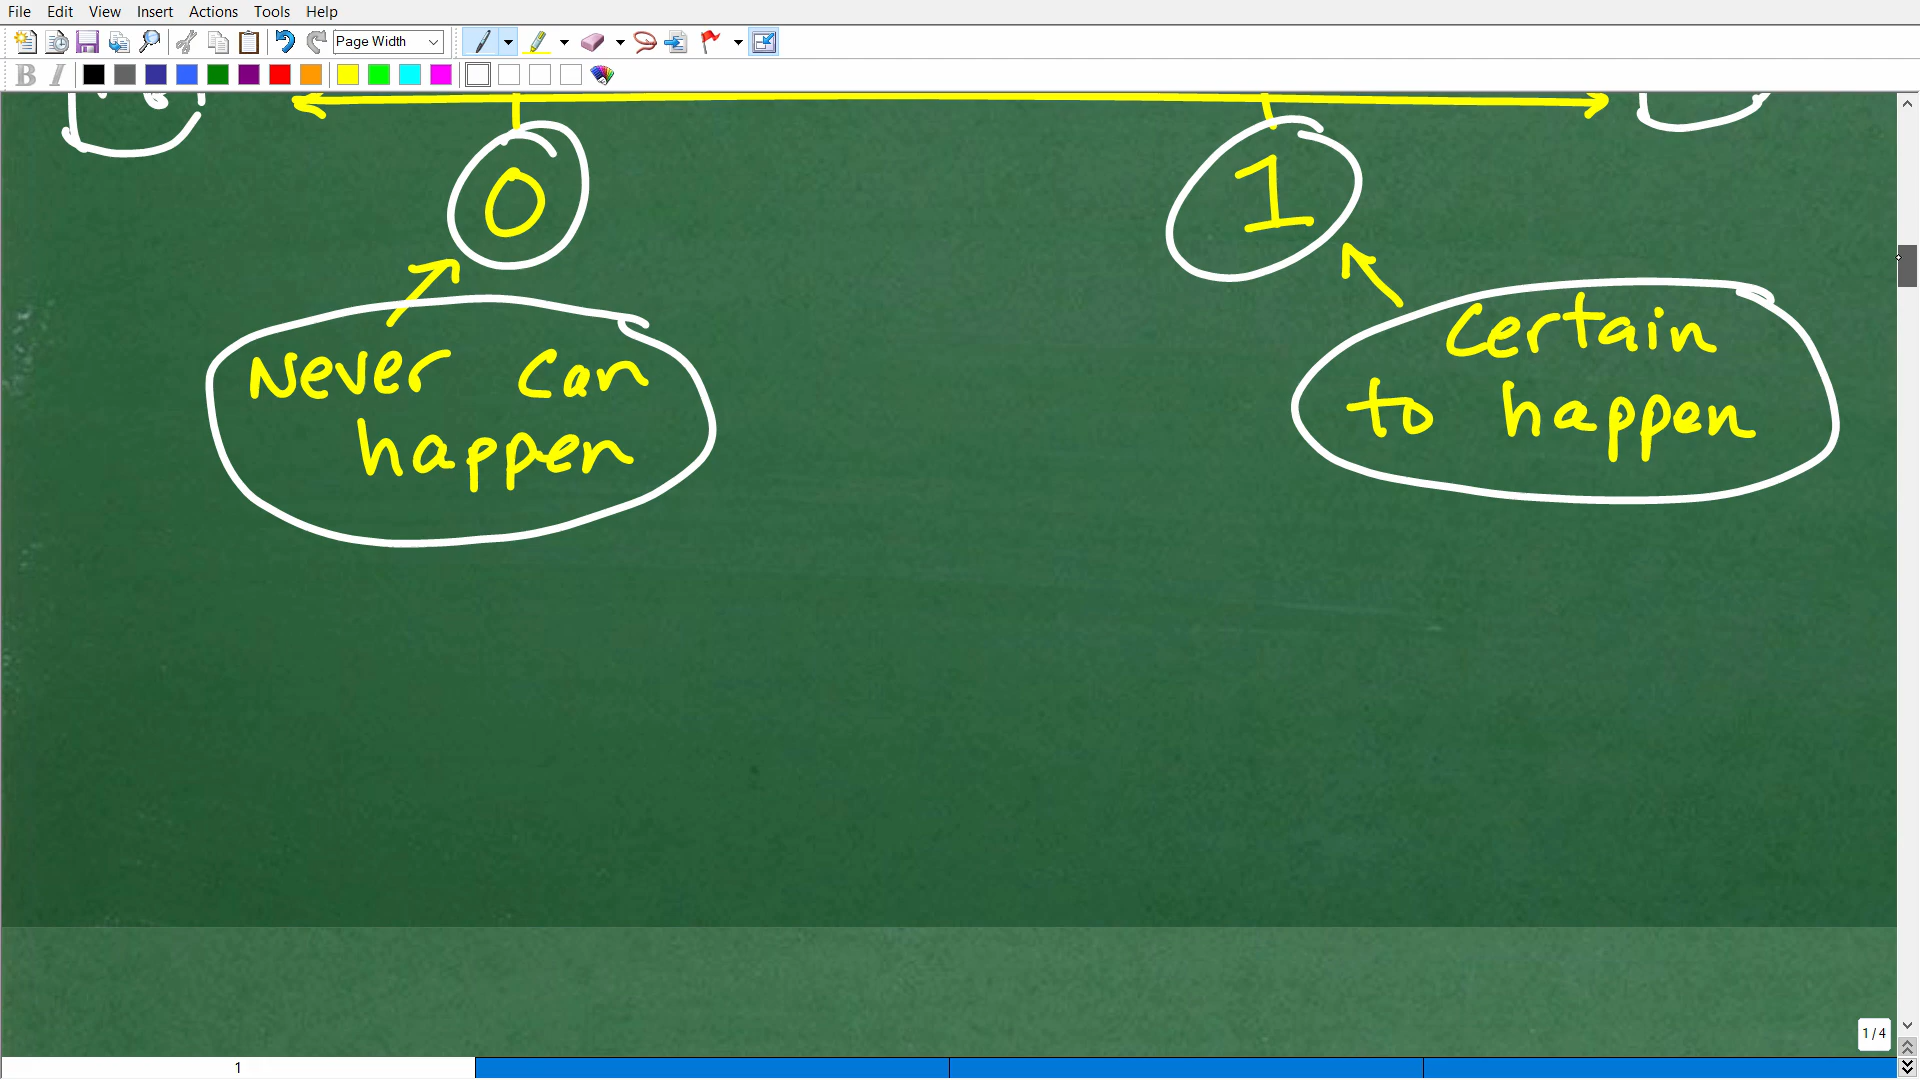 File Edit View Insert Actions Tools Help
Page Width
B I
0
1
Never can
happen
Certain
to happen
1 / 4
1